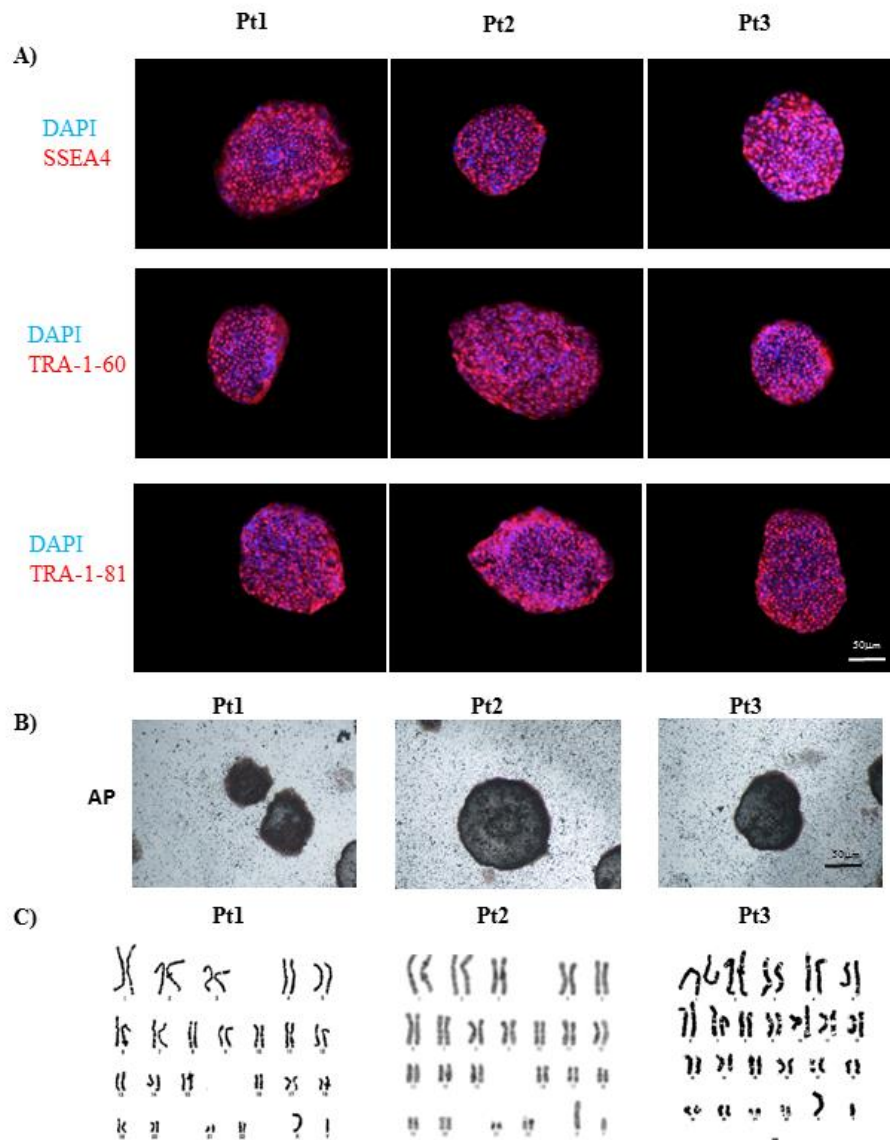 Pt1 Pt2 Pt3
A)
DAPI
SSEA4
DAPI
TRA-1-60
DAPI
TRA-1-81
50µm
Pt1 Pt2 Pt3
B)
AP
50µm
C) Pt1 Pt2 Pt3